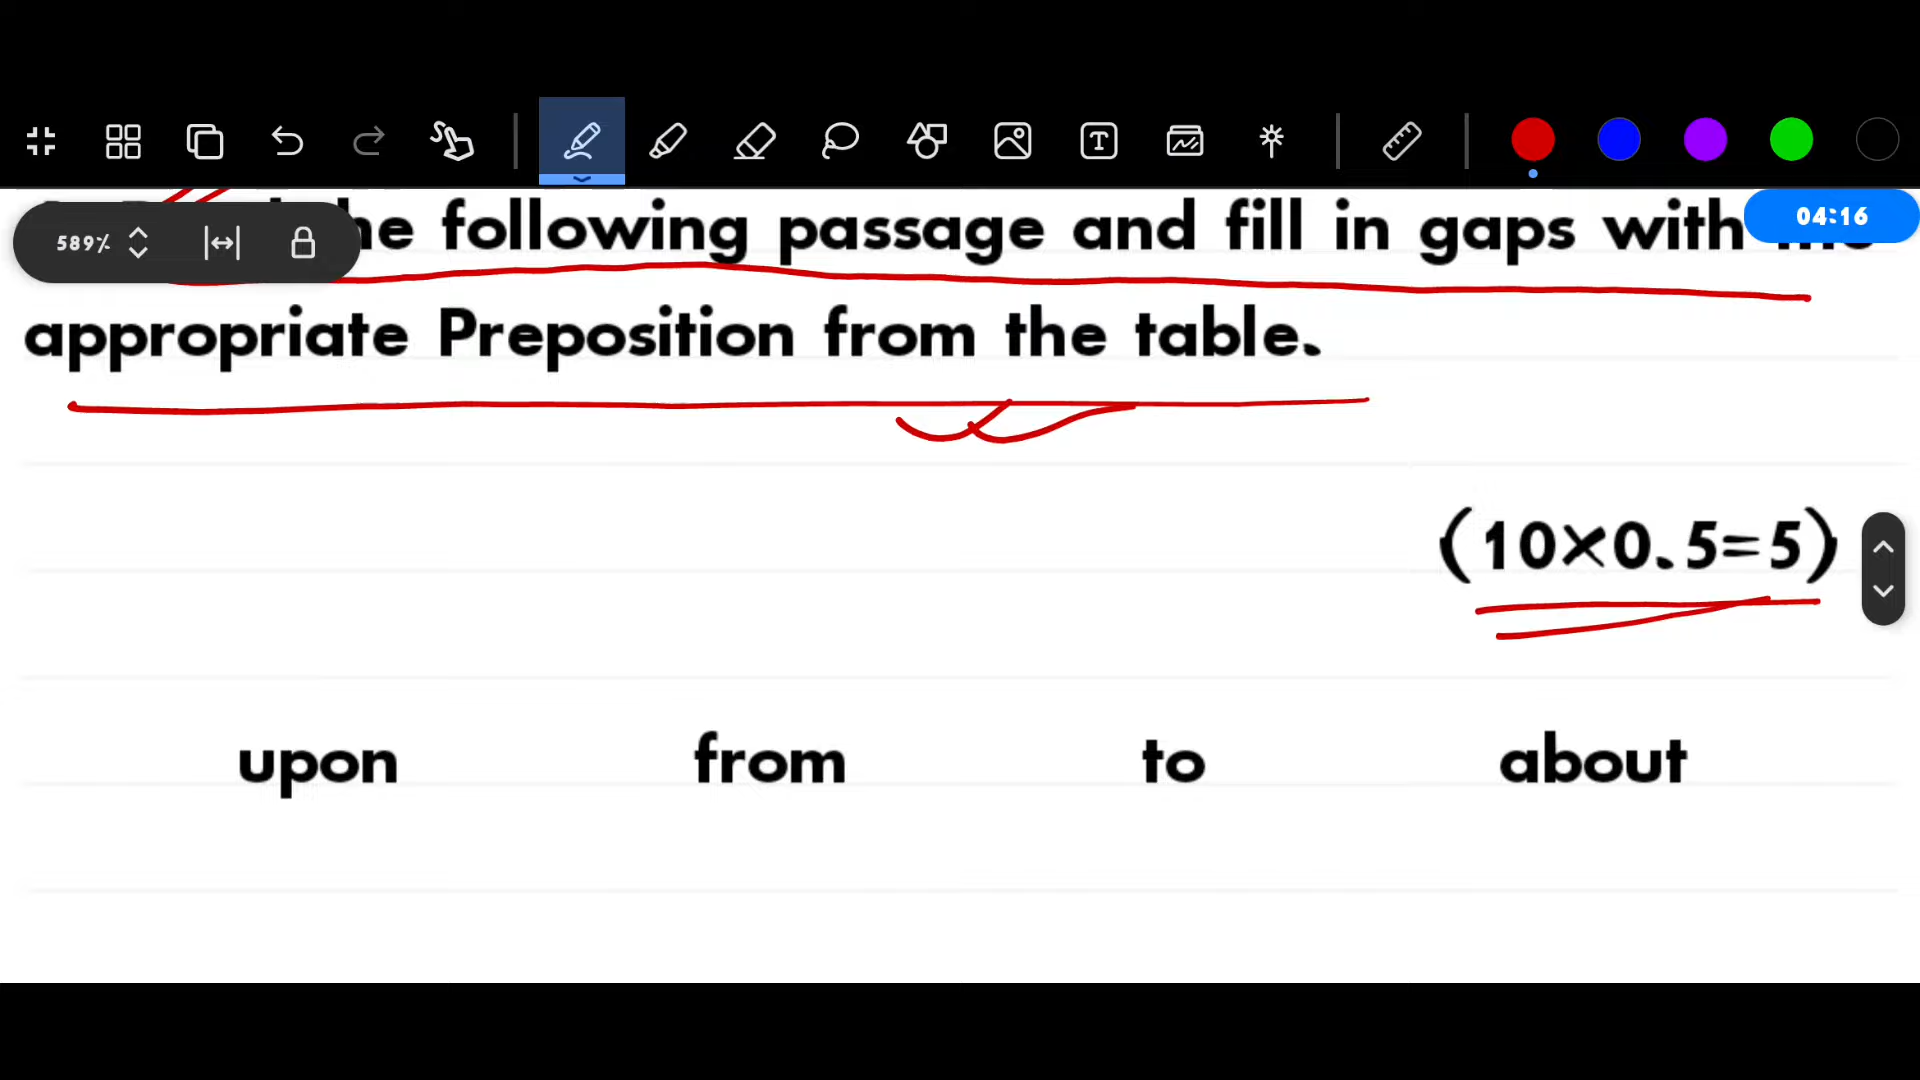 589%
04:16
he following passage and fill in gaps with
appropriate Preposition from the table.
(10×0.5=5)
upon from to about